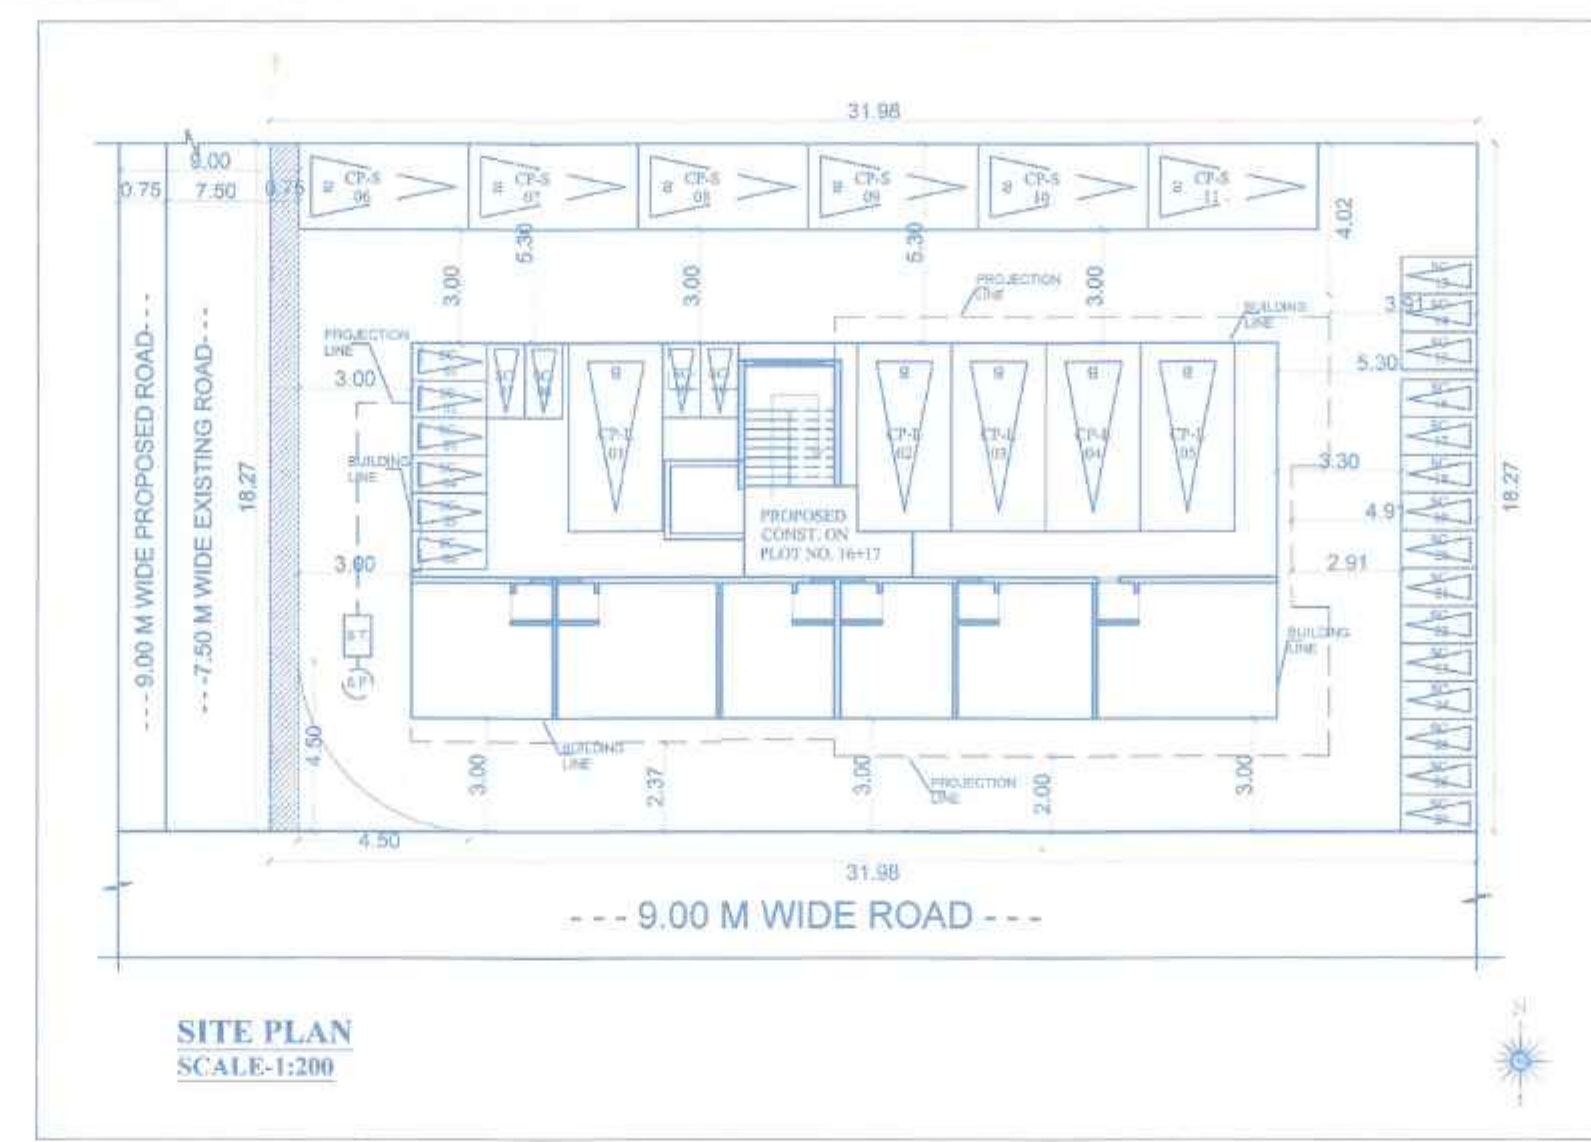 31.98
9.00
0.75
7.50
0.75
CP-S
06
CP-S
07
CP-S
08
CP-S
09
CP-S
10
CP-S
11
4.02
5.30
5.30
3.00
3.00
3.00
PROJECTION
LINE
BUILDING
LINE
PROJECTION
LINE
3.00
5.30
CP-L
01
CP-L
02
CP-L
03
CP-L
04
CP-L
05
BUILDING
LINE
3.30
4.91
18.27
18.27
PROPOSED
CONST. ON
PLOT NO. 16+17
3.00
2.91
--- 9.00 M WIDE PROPOSED ROAD---
---7.50 M WIDE EXISTING ROAD---
BUILDING
LINE
4.50
BUILDING
LINE
3.00
2.37
3.00
PROJECTION
LINE
2.00
3.00
4.50
31.98
--- 9.00 M WIDE ROAD ---
SITE PLAN
SCALE-1:200